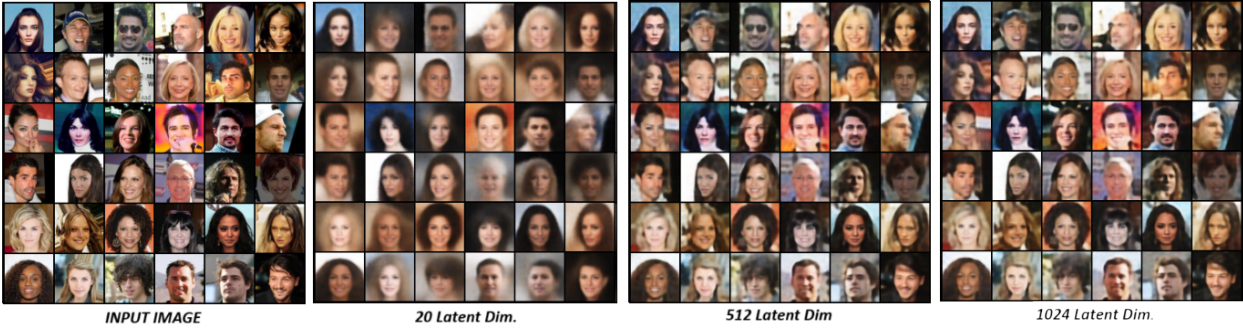 INPUT IMAGE
20 Latent Dim.
512 Latent Dim
1024 Latent Dim.